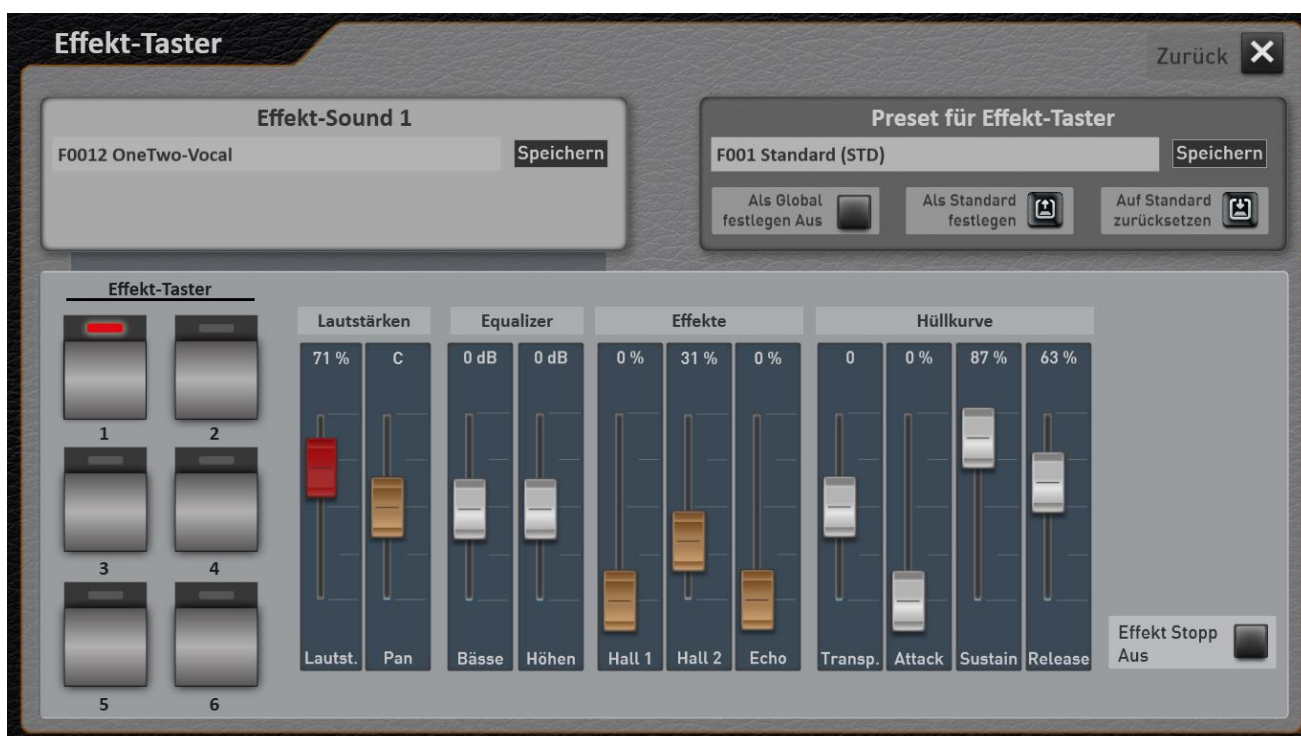 Effekt-Taster
Zurück
Effekt-Sound 1
F0012 OneTwo-Vocal
Speichern
Preset für Effekt-Taster
F001 Standard (STD)
Speichern
Als Global
festlegen Aus
Als Standard
festlegen
Auf Standard
zurücksetzen
Effekt-Taster
1 2
3 4
5 6
Lautstärken Equalizer Effekte Hüllkurve
71 % C 0 dB 0 dB 0 % 31 % 0 % 0 0 % 87 % 63 %
Lautst. Pan Bässe Höhen Hall 1 Hall 2 Echo Transp. Attack Sustain Release
Effekt Stopp
Aus